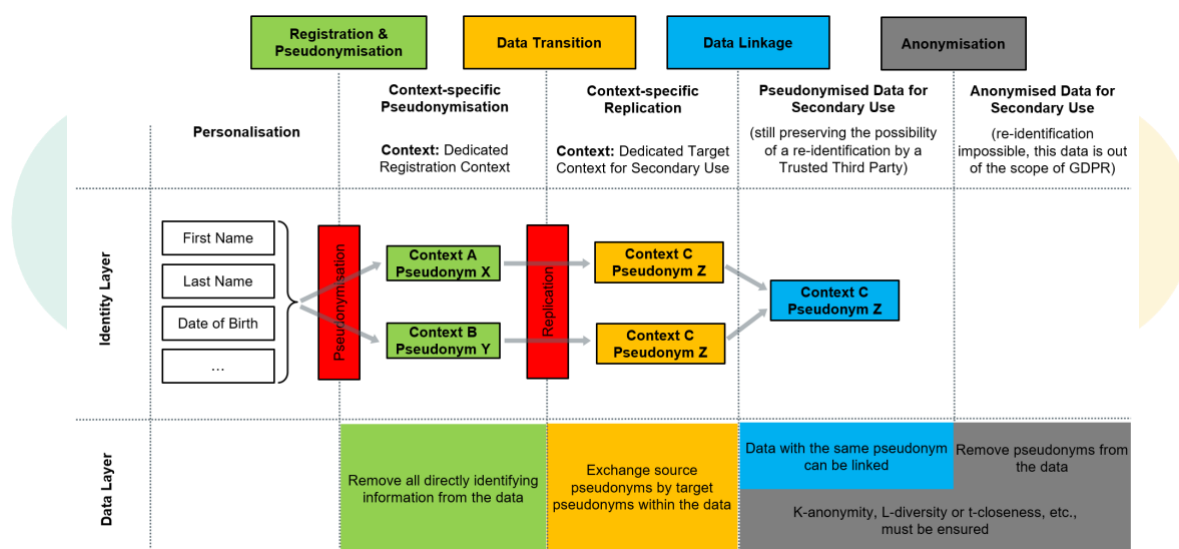 Registration &
Pseudonymisation
Data Transition
Data Linkage
Anonymisation
Personalisation
Context-specific
Pseudonymisation
Context: Dedicated
Registration Context
Context-specific
Replication
Context: Dedicated Target
Context for Secondary Use
Pseudonymised Data for
Secondary Use
(still preserving the possibility
of a re-identification by a
Trusted Third Party)
Anonymised Data for
Secondary Use
(re-identification
impossible, this data is out
of the scope of GDPR)
Identity Layer
First Name
Last Name
Date of Birth
...
Pseudonymisation
Context A
Pseudonym X
Context B
Pseudonym Y
Replication
Context C
Pseudonym Z
Context C
Pseudonym Z
Context C
Pseudonym Z
Data Layer
Remove all directly identifying
information from the data
Exchange source
pseudonyms by target
pseudonyms within the data
Data with the same pseudonym
can be linked
Remove pseudonyms from
the data
K-anonymity, L-diversity or t-closeness, etc.,
must be ensured